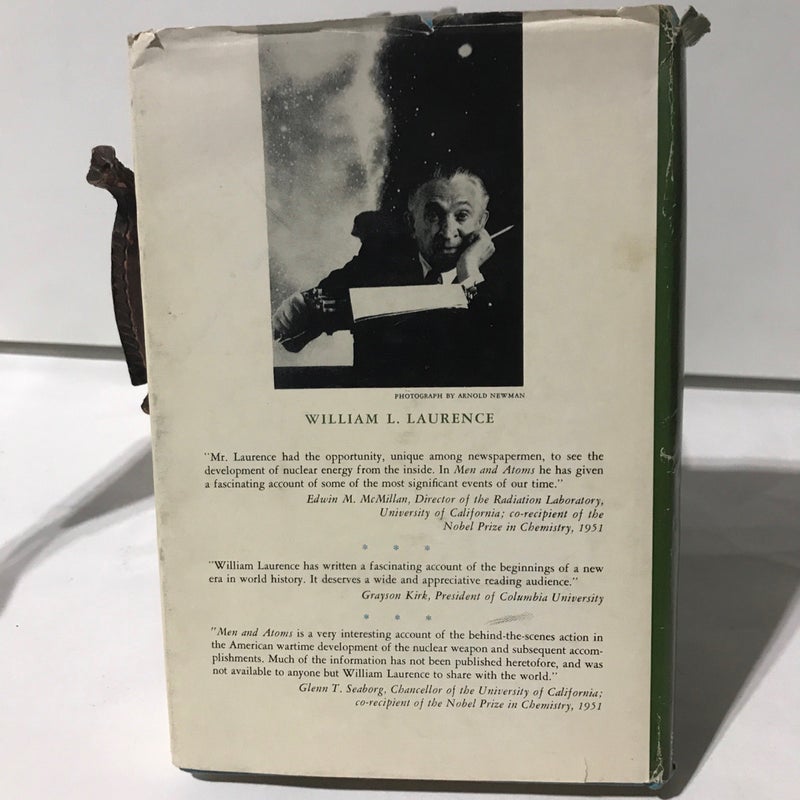 PHOTOGRAPH BY ARNOLD NEWMAN
WILLIAM L. LAURENCE
"Mr. Laurence had the opportunity, unique among newspapermen, to see the
development of nuclear energy from the inside. In Men and Atoms he has given
a fascinating account of some of the most significant events of our time."
Edwin M. McMillan, Director of the Radiation Laboratory,
University of California; co-recipient of the
Nobel Prize in Chemistry, 1951
* * *
"William Laurence has written a fascinating account of the beginnings of a new
era in world history. It deserves a wide and appreciative reading audience."
Grayson Kirk, President of Columbia University
* * *
"Men and Atoms is a very interesting account of the behind-the-scenes action in
the American wartime development of the nuclear weapon and subsequent accom-
plishments. Much of the information has not been published heretofore, and was
not available to anyone but William Laurence to share with the world."
Glenn T. Seaborg, Chancellor of the University of California;
co-recipient of the Nobel Prize in Chemistry, 1951